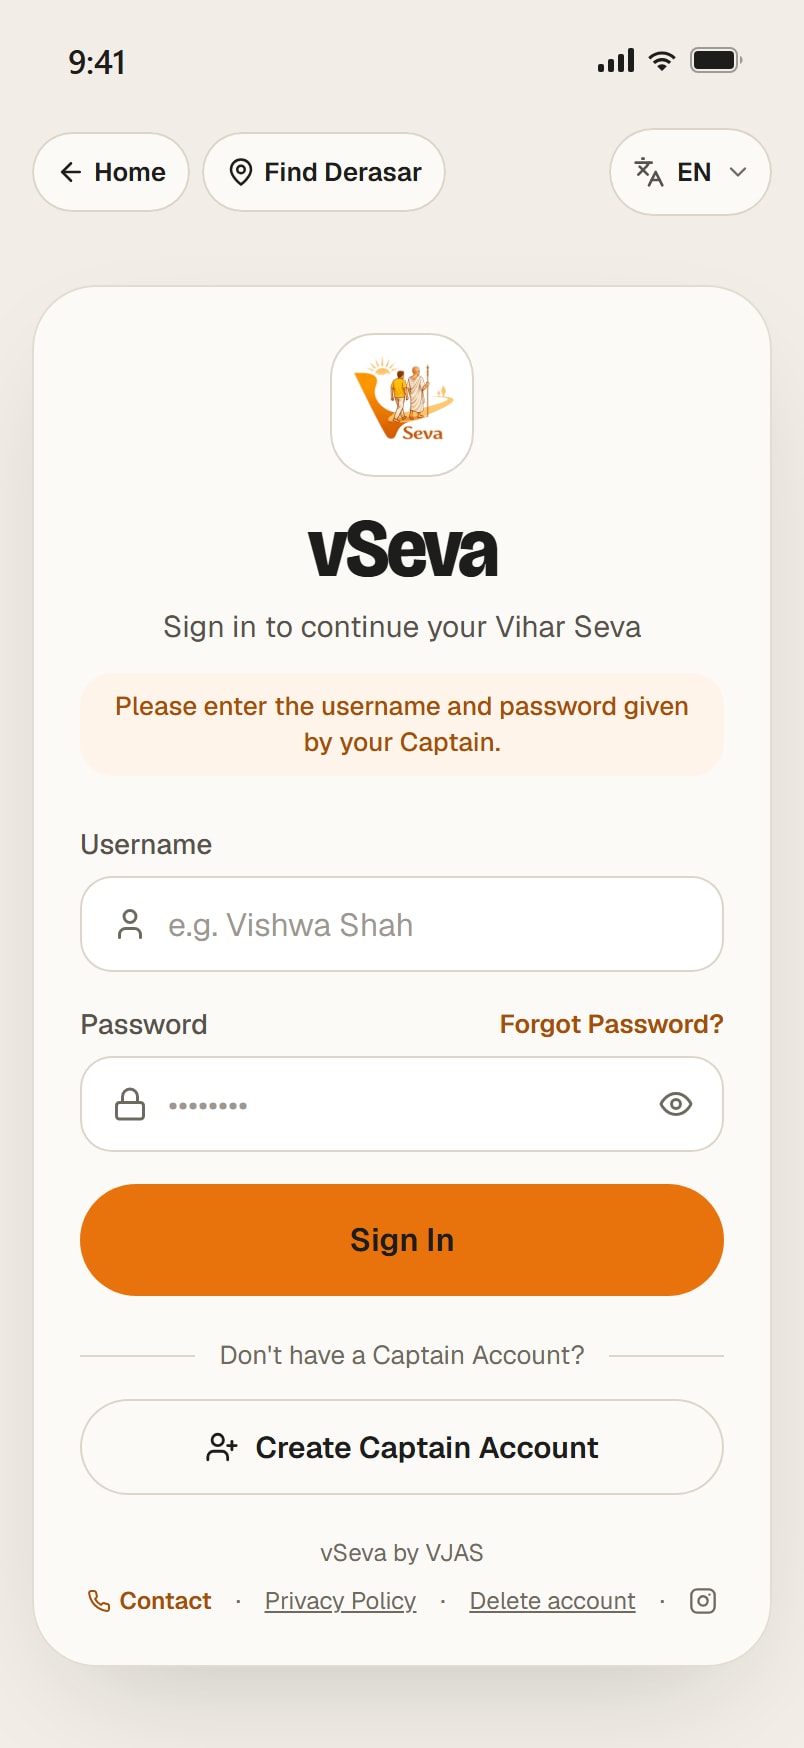 9:41
Home
Find Derasar
EN
Seva
vSeva
Sign in to continue your Vihar Seva
Please enter the username and password given
by your Captain.
Username
e.g. Vishwa Shah
Password
Forgot Password?
••••••••
Sign In
Don't have a Captain Account?
Create Captain Account
vSeva by VJAS
Contact · Privacy Policy · Delete account ·